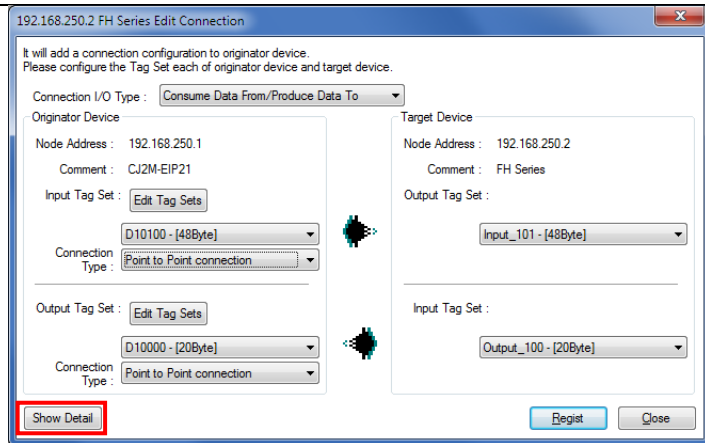 192.168.250.2 FH Series Edit Connection
It will add a connection configuration to originator device.
Please configure the Tag Set each of originator device and target device.
Connection I/O Type : Consume Data From/Produce Data To
Originator Device
Node Address : 192.168.250.1
Comment : CJ2M-EIP21
Input Tag Set : Edit Tag Sets
D10100 - [48Byte]
Connection Type : Point to Point connection
Output Tag Set : Edit Tag Sets
D10000 - [20Byte]
Connection Type : Point to Point connection
Target Device
Node Address : 192.168.250.2
Comment : FH Series
Output Tag Set :
Input_101 - [48Byte]
Input Tag Set :
Output_100 - [20Byte]
Show Detail
Regist
Close